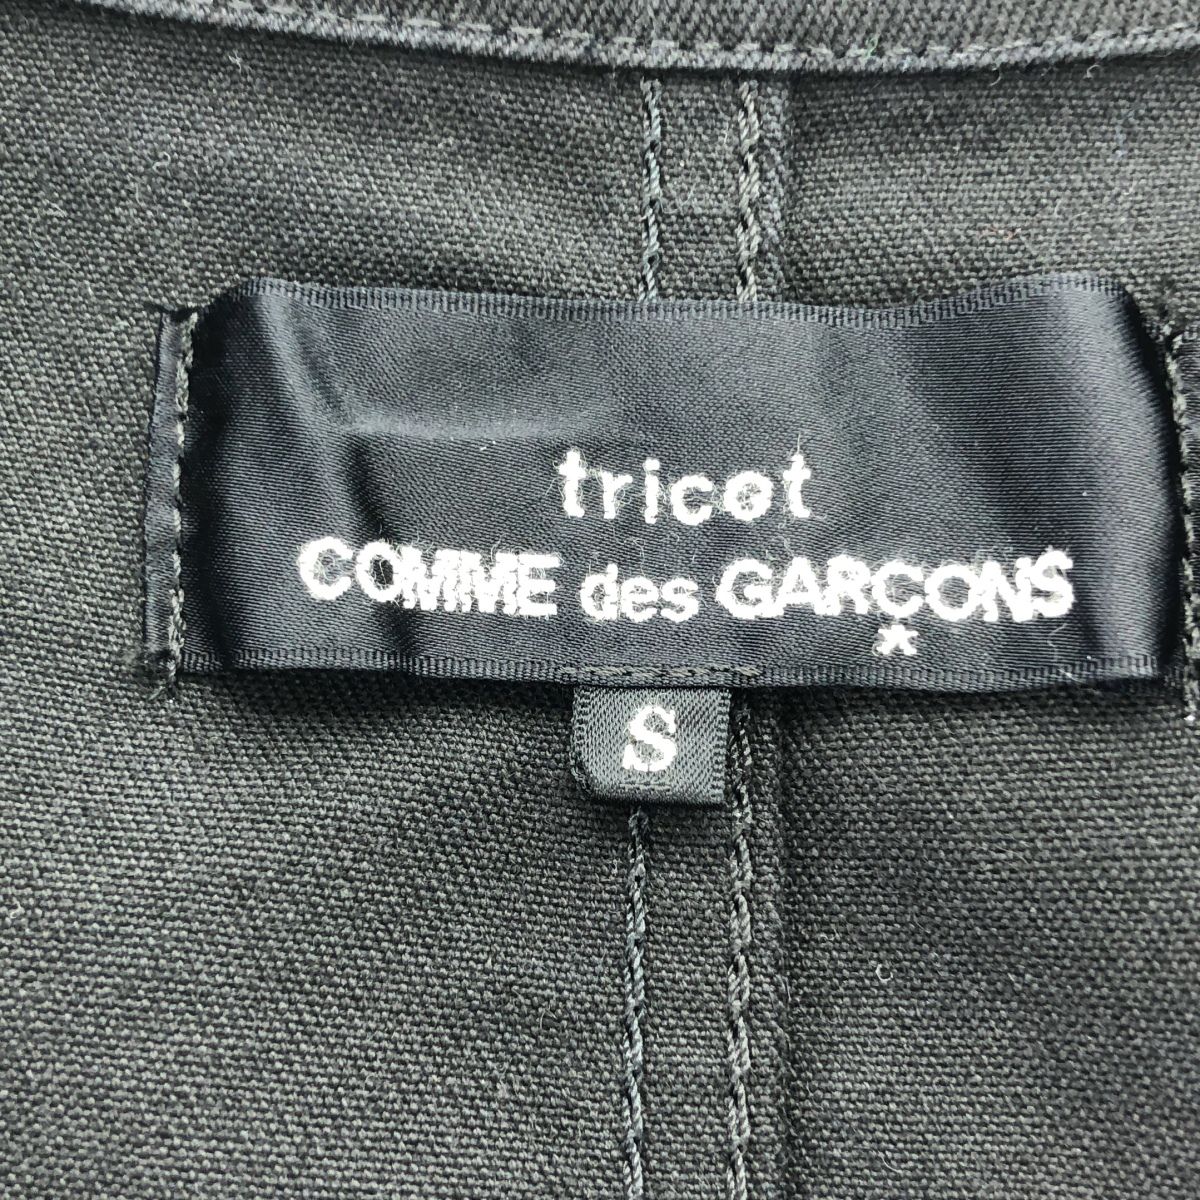 tricot
COMME des GARÇONS
*
S